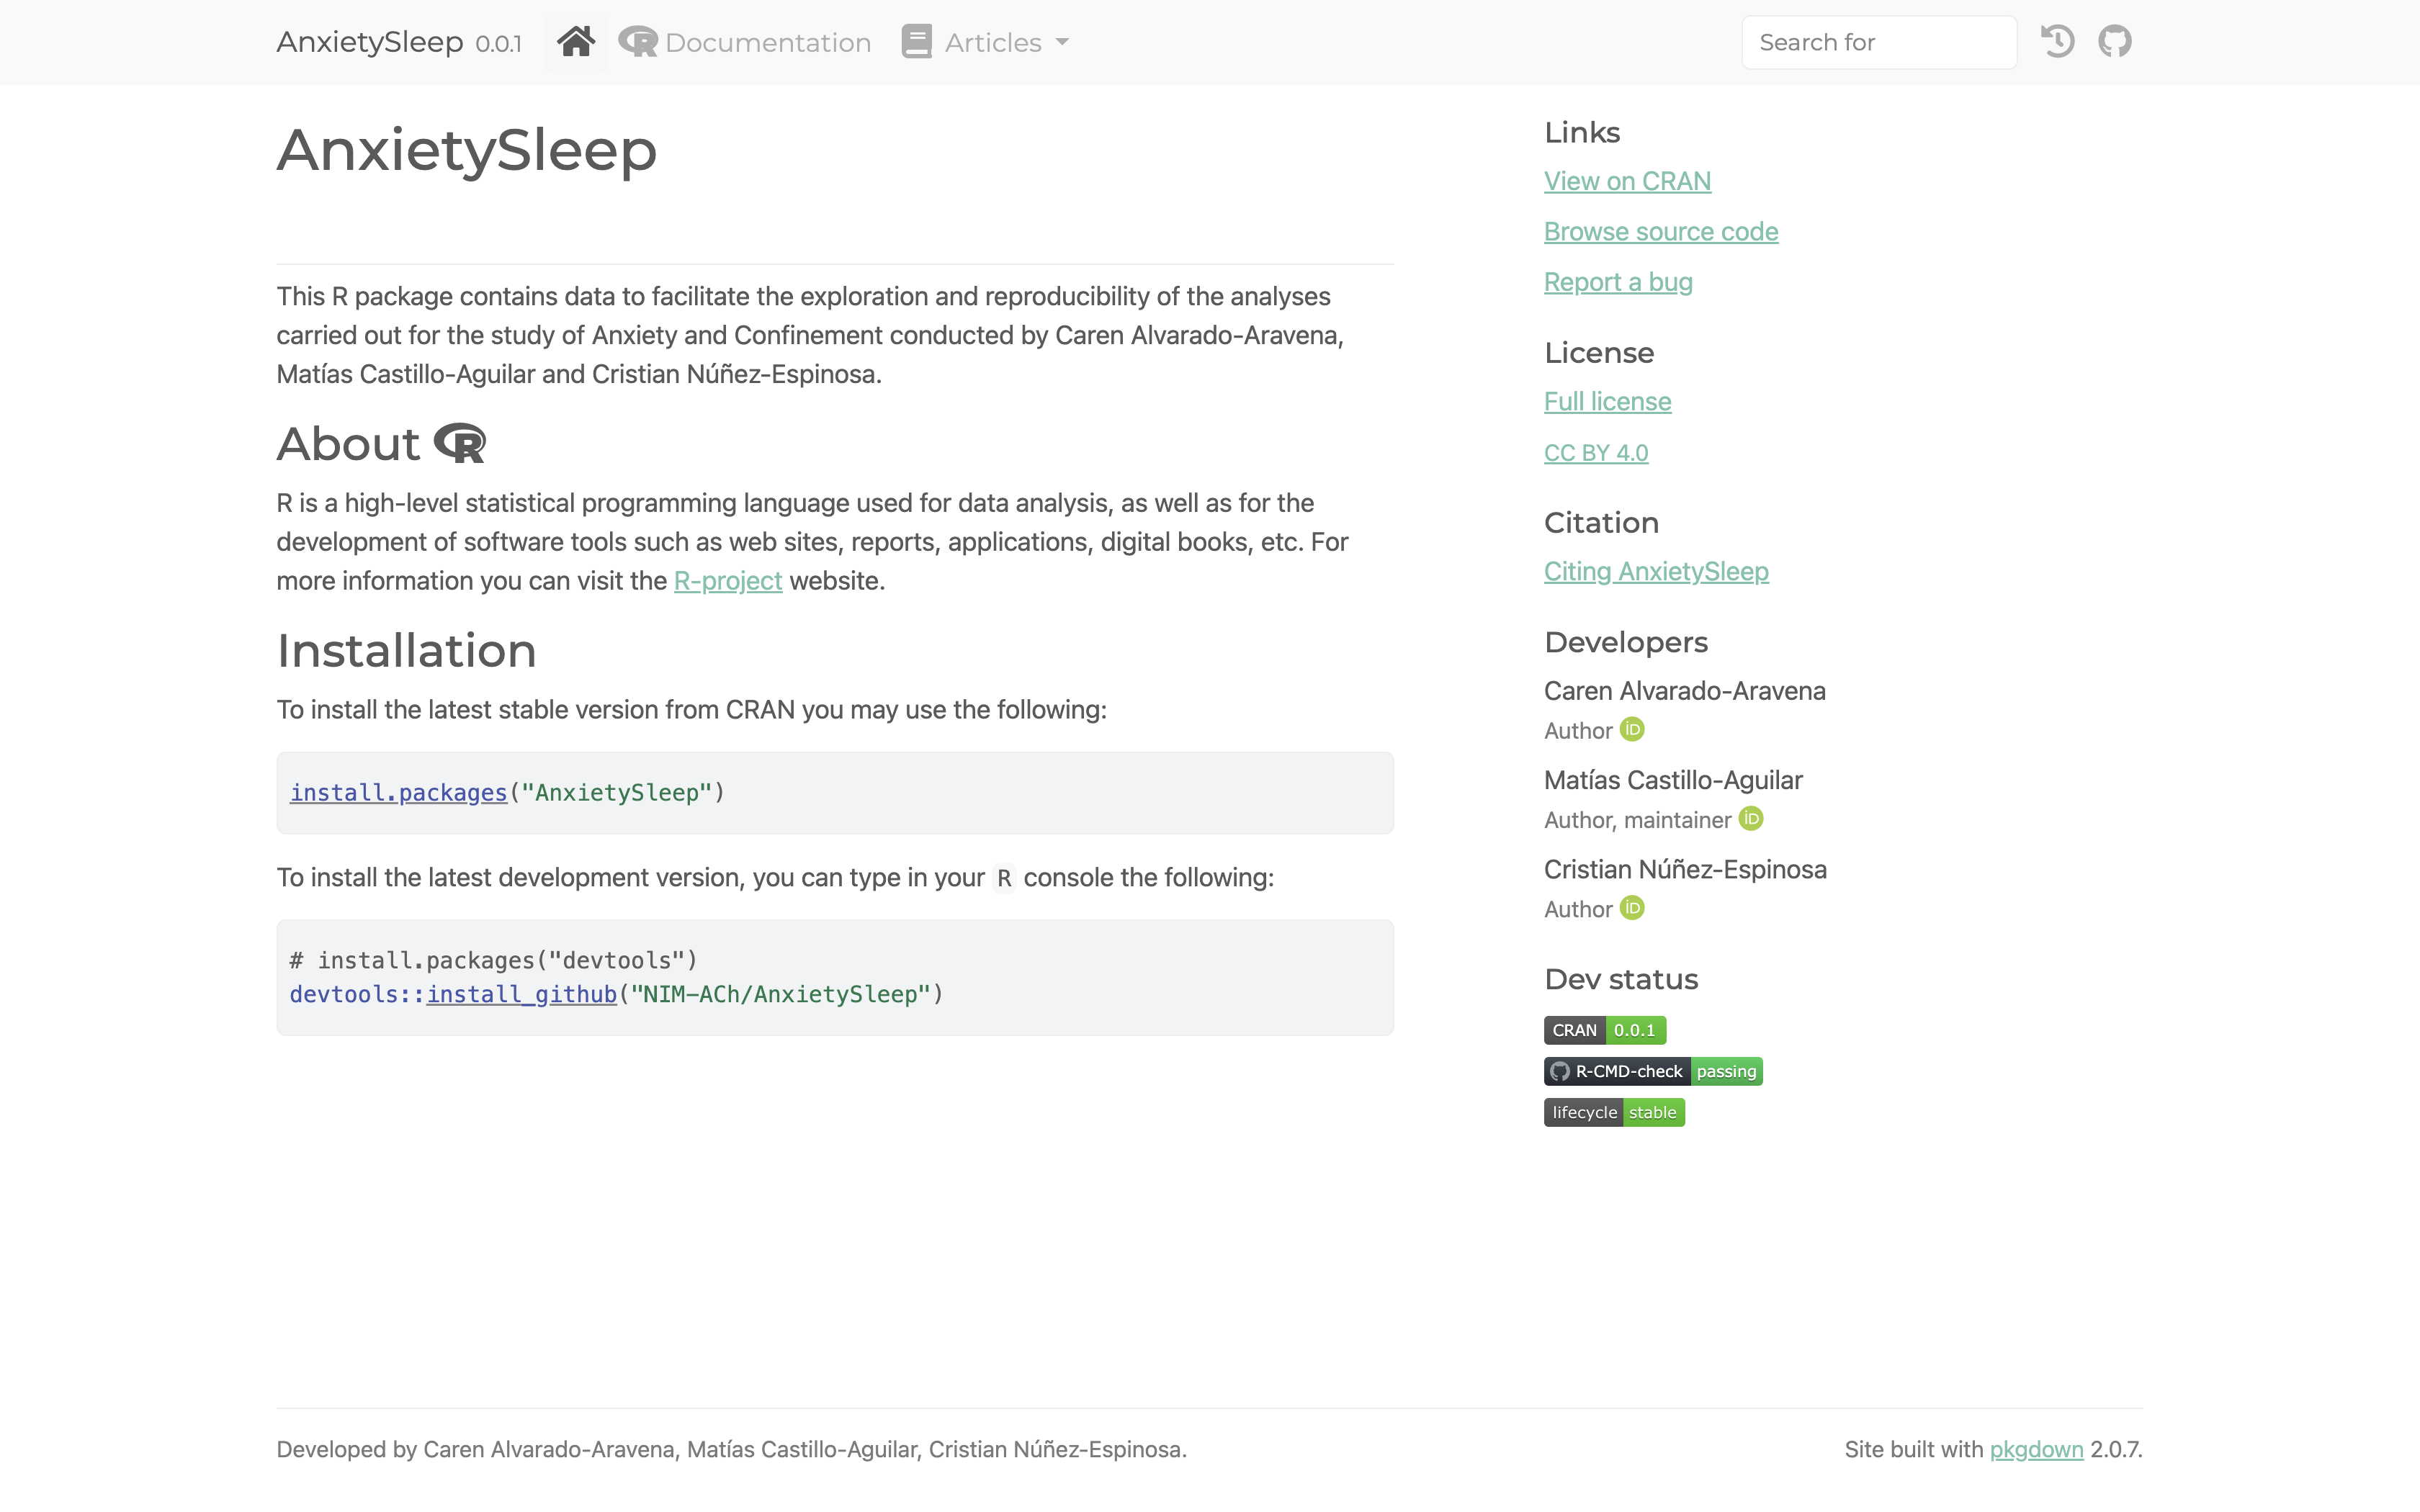 AnxietySleep 0.0.1 Documentation Articles Search for
AnxietySleep
This R package contains data to facilitate the exploration and reproducibility of the analyses
carried out for the study of Anxiety and Confinement conducted by Caren Alvarado-Aravena,
Matías Castillo-Aguilar and Cristian Núñez-Espinosa.
About R
R is a high-level statistical programming language used for data analysis, as well as for the
development of software tools such as web sites, reports, applications, digital books, etc. For
more information you can visit the R-project website.
Installation
To install the latest stable version from CRAN you may use the following:
install.packages("AnxietySleep")
To install the latest development version, you can type in your R console the following:
# install.packages("devtools")
devtools::install_github("NIM-ACh/AnxietySleep")
Links
View on CRAN
Browse source code
Report a bug
License
Full license
CC BY 4.0
Citation
Citing AnxietySleep
Developers
Caren Alvarado-Aravena
Author iD
Matías Castillo-Aguilar
Author, maintainer iD
Cristian Núñez-Espinosa
Author iD
Dev status
CRAN 0.0.1
R-CMD-check passing
lifecycle stable
Developed by Caren Alvarado-Aravena, Matías Castillo-Aguilar, Cristian Núñez-Espinosa.
Site built with pkgdown 2.0.7.